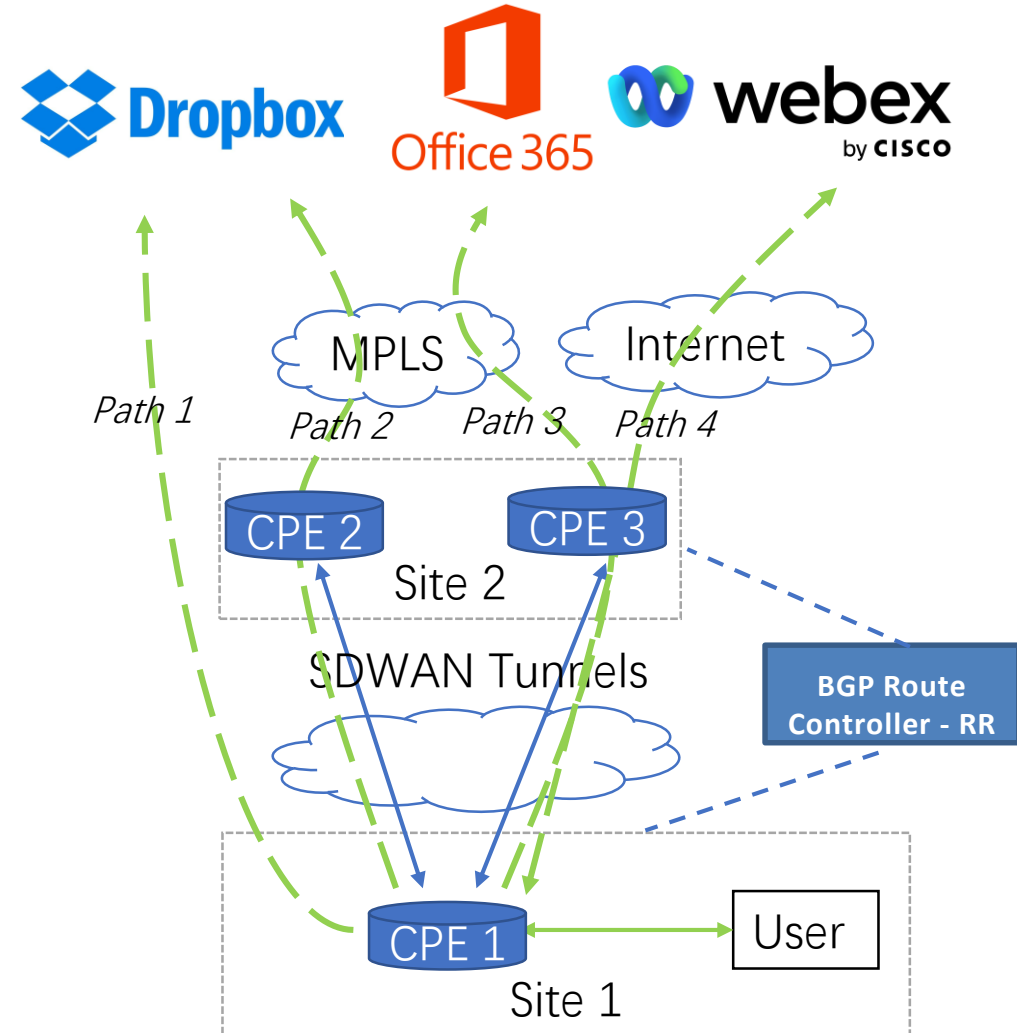 Dropbox
Office 365
webex
by CISCO
MPLS
Internet
Path 1
Path 2
Path 3
Path 4
CPE 2
CPE 3
Site 2
SDWAN Tunnels
BGP Route
Controller - RR
CPE 1
User
Site 1